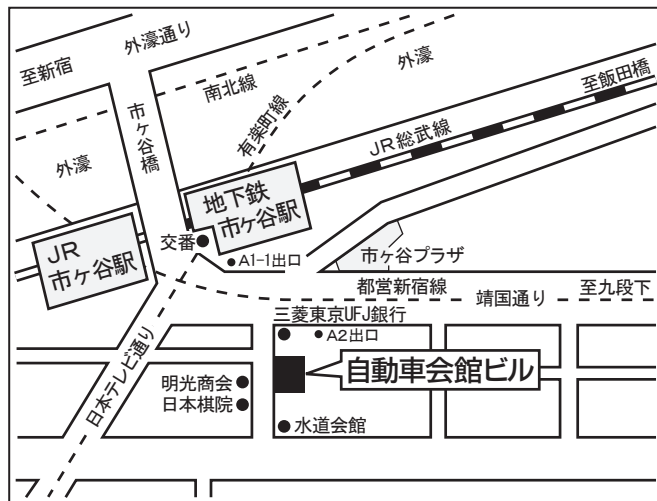 外濠通り
至新宿
南北線
外濠
至飯田橋
市ヶ谷橋
有楽町線
JR総武線
外濠
地下鉄
市ヶ谷駅
交番
A1-1出口
市ヶ谷プラザ
JR
市ヶ谷駅
都営新宿線
靖国通り
至九段下
三菱東京UFJ銀行
A2出口
自動車会館ビル
日本テレビ通り
明光商会
日本棋院
水道会館